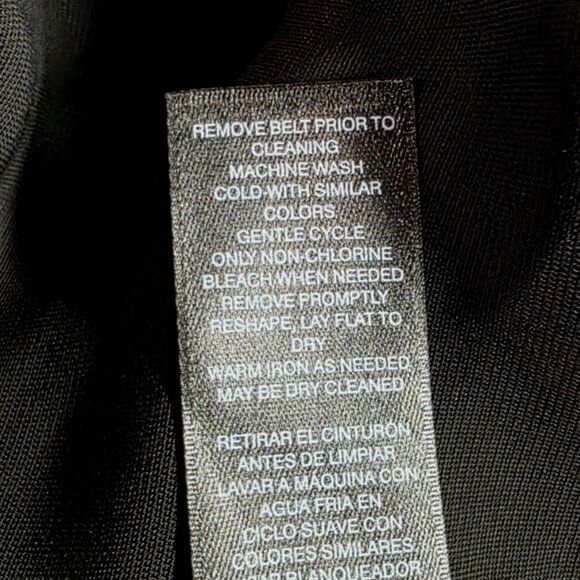 REMOVE BELT PRIOR TO
CLEANING
MACHINE WASH
COLD WITH SIMILAR
COLORS
GENTLE CYCLE
ONLY NON-CHLORINE
BLEACH WHEN NEEDED
REMOVE PROMPTLY
RESHAPE, LAY FLAT TO
DRY
WARM IRON AS NEEDED
MAY BE DRY CLEANED
RETIRAR EL CINTURON
ANTES DE LIMPIAR
LAVAR A MAQUINA CON
AGUA FRIA EN
CICLO SUAVE CON
COLORES SIMILARES
BLANQUEADOR